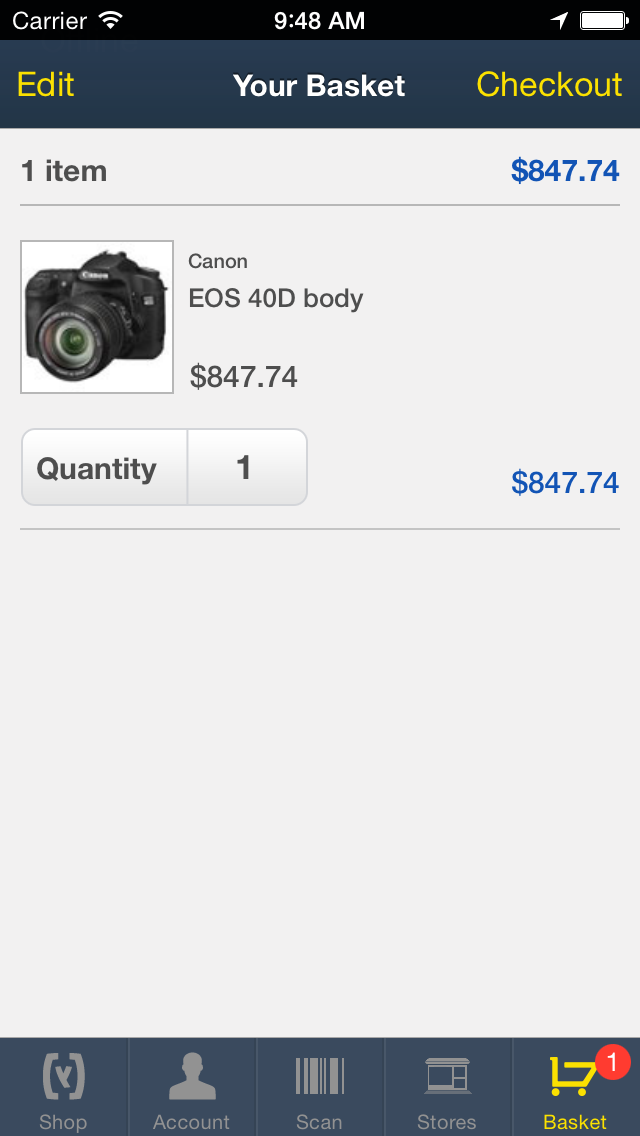 Carrier 9:48 AM
Edit Your Basket Checkout
1 item $847.74
Canon
Canon
EOS 40D body
$847.74
Quantity 1 $847.74
1
Shop Account Scan Stores Basket